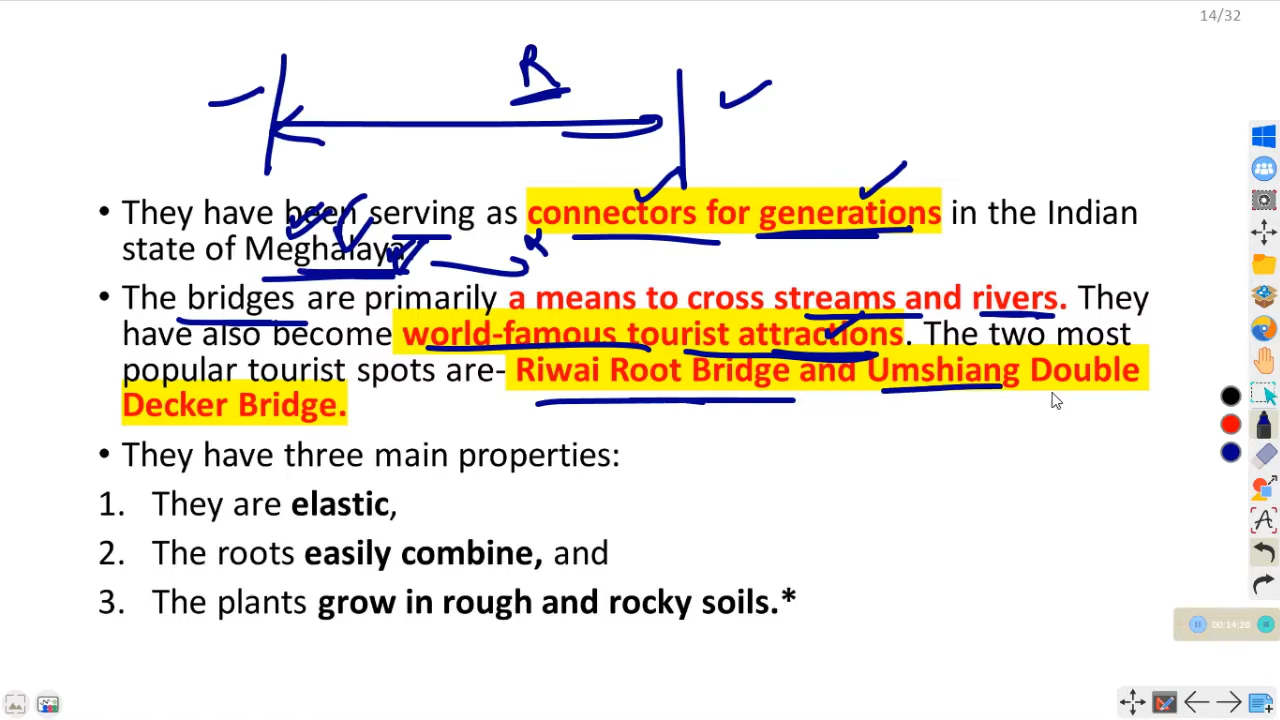 14/32
R
• They have been serving as connectors for generations in the Indian
state of Meghalaya
• The bridges are primarily a means to cross streams and rivers. They
have also become world-famous tourist attractions. The two most
popular tourist spots are- Riwai Root Bridge and Umshiang Double
Decker Bridge.
• They have three main properties:
1. They are elastic,
2. The roots easily combine, and
3. The plants grow in rough and rocky soils.*
00:14:20